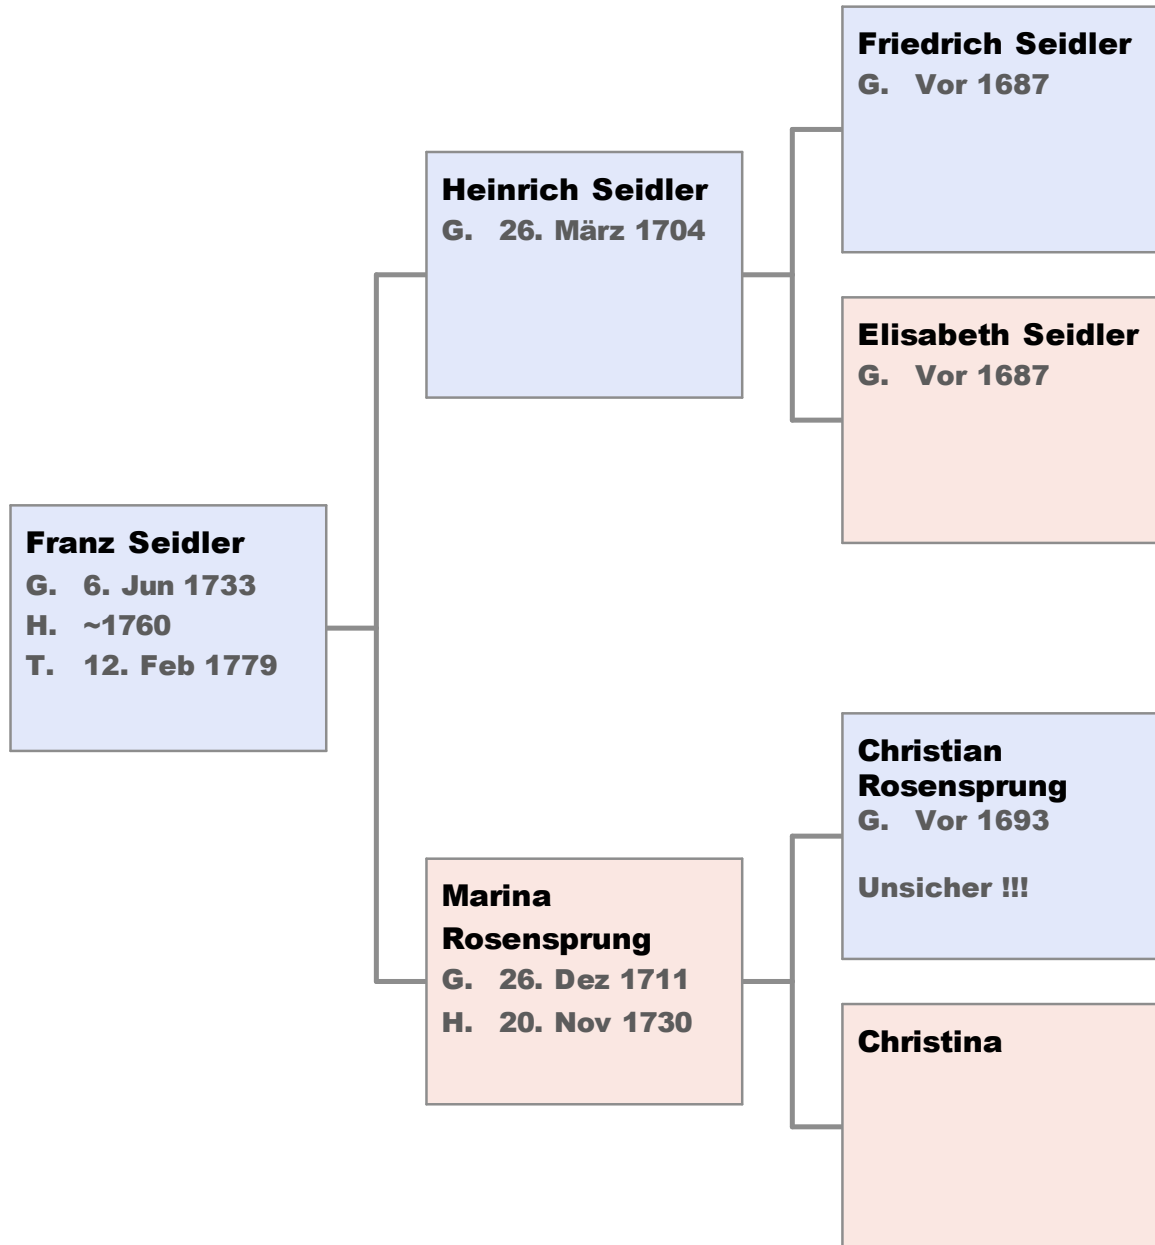 Friedrich Seidler
G. Vor 1687
Heinrich Seidler
G. 26. März 1704
Elisabeth Seidler
G. Vor 1687
Franz Seidler
G. 6. Jun 1733
H. ~1760
T. 12. Feb 1779
Christian
Rosensprung
G. Vor 1693
Unsicher !!!
Marina
Rosensprung
G. 26. Dez 1711
H. 20. Nov 1730
Christina